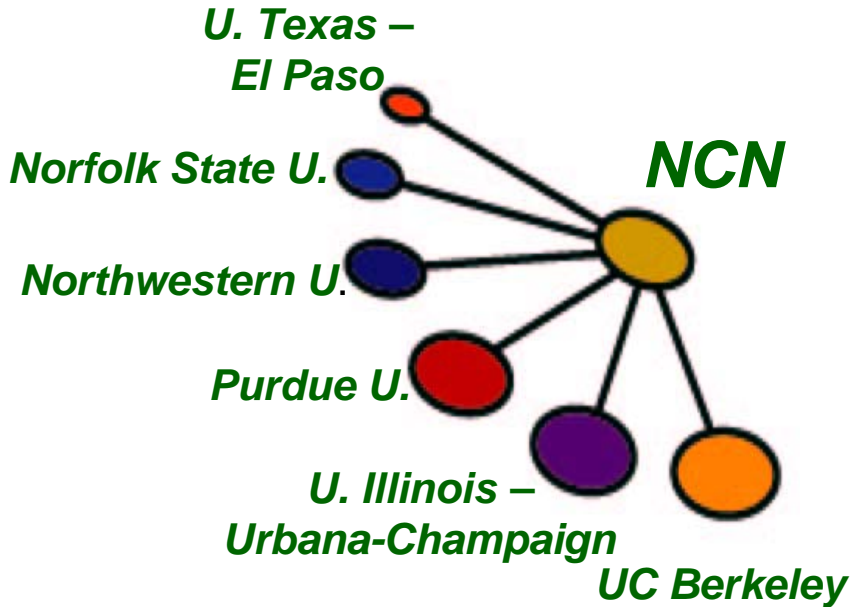 U. Texas –
El Paso
NCN
Norfolk State U.
Northwestern U.
Purdue U.
U. Illinois –
Urbana-Champaign
UC Berkeley